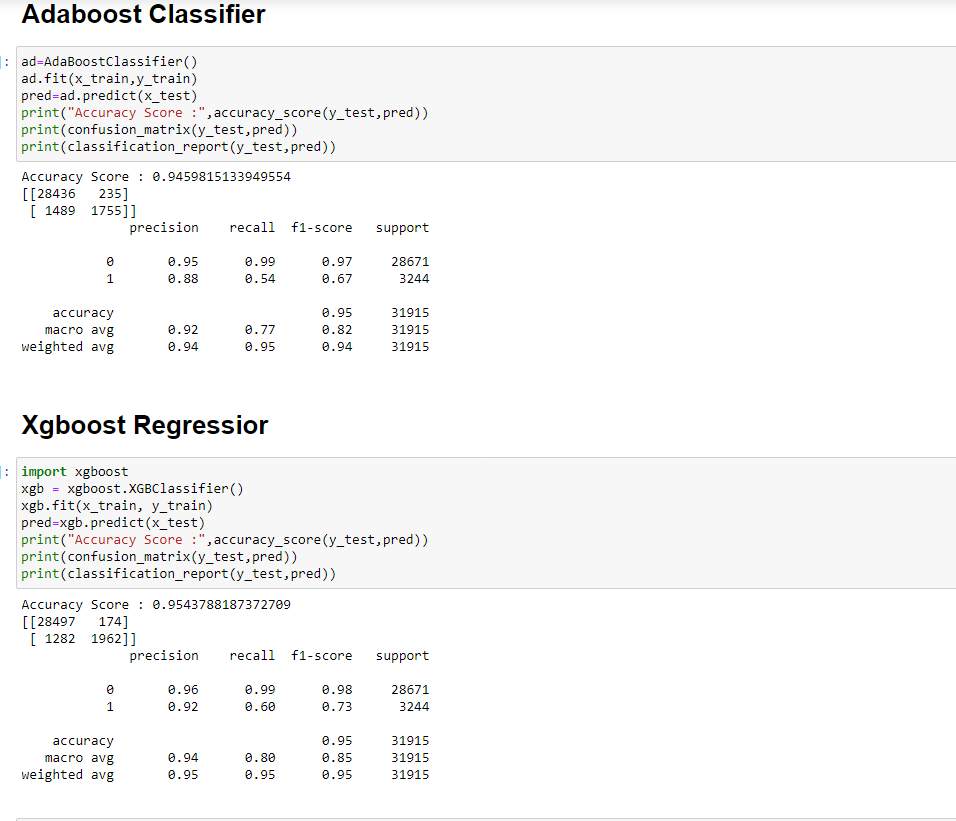 Adaboost Classifier
]:
ad=AdaBoostClassifier()
ad.fit(x_train,y_train)
pred=ad.predict(x_test)
print("Accuracy Score :",accuracy_score(y_test,pred))
print(confusion_matrix(y_test,pred))
print(classification_report(y_test,pred))
Accuracy Score : 0.9459815133949554
[[28436   235]
 [ 1489  1755]]
              precision    recall  f1-score   support
           0       0.95      0.99      0.97     28671
           1       0.88      0.54      0.67      3244
    accuracy                           0.95     31915
   macro avg       0.92      0.77      0.82     31915
weighted avg       0.94      0.95      0.94     31915
Xgboost Regressior
]:
import xgboost
xgb = xgboost.XGBClassifier()
xgb.fit(x_train, y_train)
pred=xgb.predict(x_test)
print("Accuracy Score :",accuracy_score(y_test,pred))
print(confusion_matrix(y_test,pred))
print(classification_report(y_test,pred))
Accuracy Score : 0.9543788187372709
[[28497   174]
 [ 1282  1962]]
              precision    recall  f1-score   support
           0       0.96      0.99      0.98     28671
           1       0.92      0.60      0.73      3244
    accuracy                           0.95     31915
   macro avg       0.94      0.80      0.85     31915
weighted avg       0.95      0.95      0.95     31915